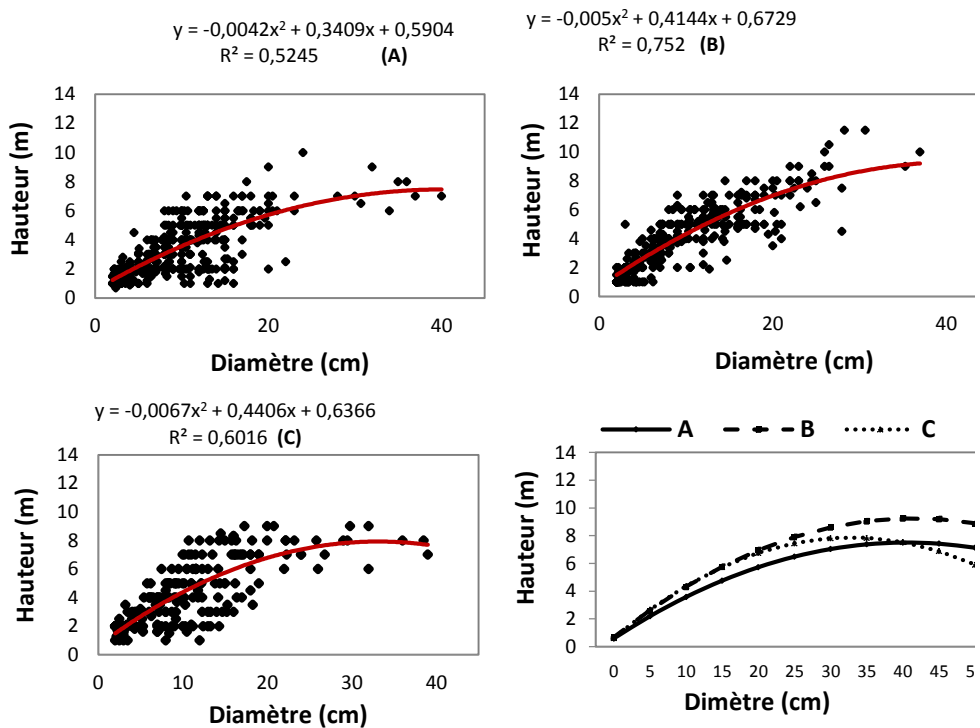 y = -0,0042x² + 0,3409x + 0,5904
R² = 0,5245 (A)
14
12
10
8
6
4
2
0
0 20 40
Hauteur (m)
Diamètre (cm)
y = -0,005x² + 0,4144x + 0,6729
R² = 0,752 (B)
14
12
10
8
6
4
2
0
0 20 40
Hauteur (m)
Diamètre (cm)
y = -0,0067x² + 0,4406x + 0,6366
R² = 0,6016 (C)
14
12
10
8
6
4
2
0
0 10 20 30 40
Hauteur (m)
Diamètre (cm)
A B C
14
12
10
8
6
4
2
0
0 5 10 15 20 25 30 35 40 45
Hauteur (m)
Dimètre (cm)